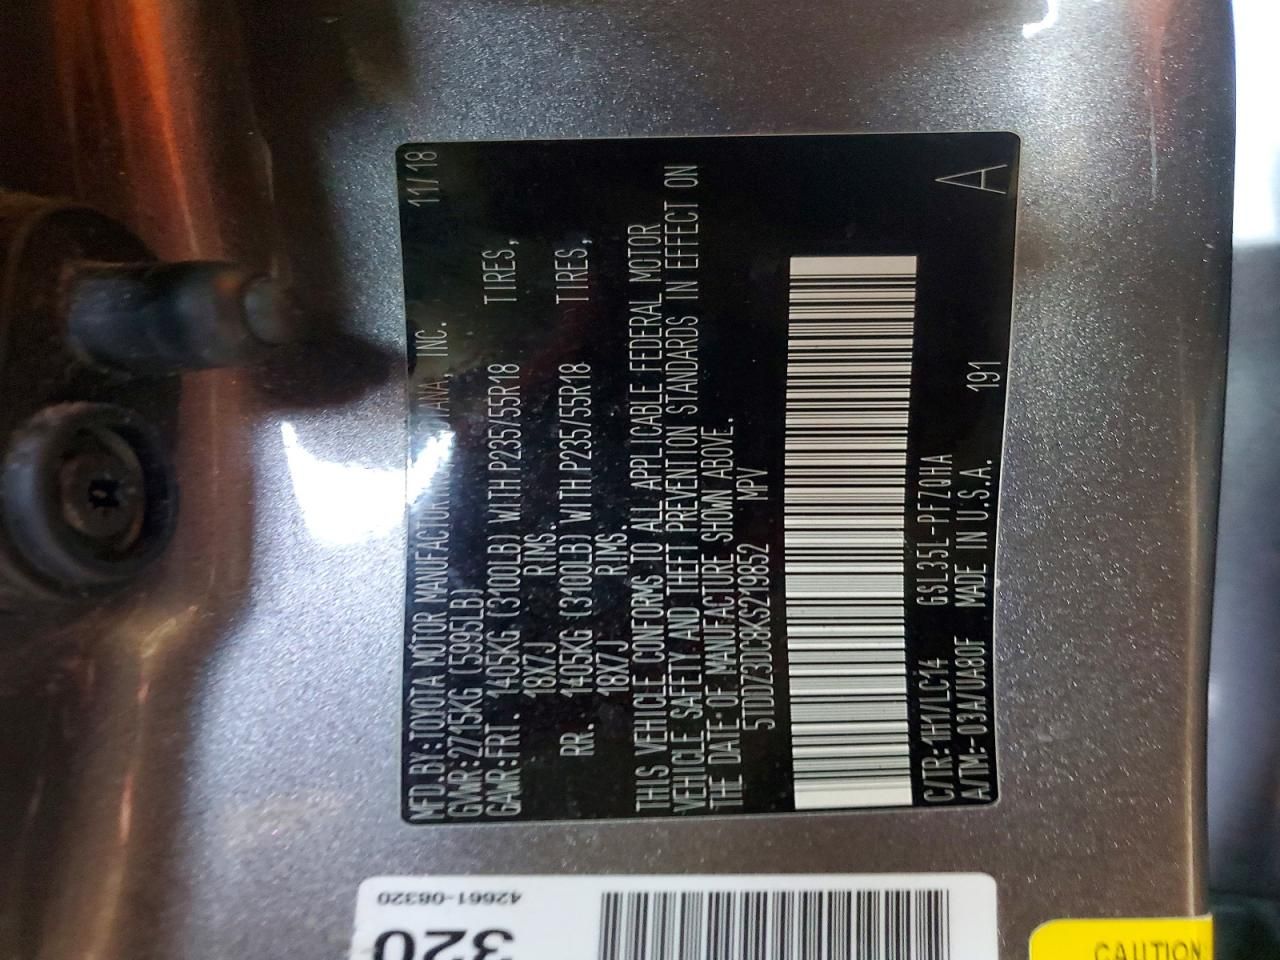 MFD.BY:TOYOTA MOTOR MANUFACTURING INDIANA, INC. 11/18
GVWR:2715KG (5995LB)
GAWR:FRT. 1405KG (3100LB) WITH P235/55R18 TIRES,
18X7J RIMS.
RR. 1405KG (3100LB) WITH P235/55R18 TIRES,
18X7J RIMS.
THIS VEHICLE CONFORMS TO ALL APPLICABLE FEDERAL MOTOR
VEHICLE SAFETY AND THEFT PREVENTION STANDARDS IN EFFECT ON
THE DATE OF MANUFACTURE SHOWN ABOVE.
5TDDZ3DC8KS219852 MPV
C/TR:1H1/LC14 GSL35L-PFZQHA
A/TM:-03A/UA80F MADE IN U.S.A. 191
A
42661-08320
320
CAUTION